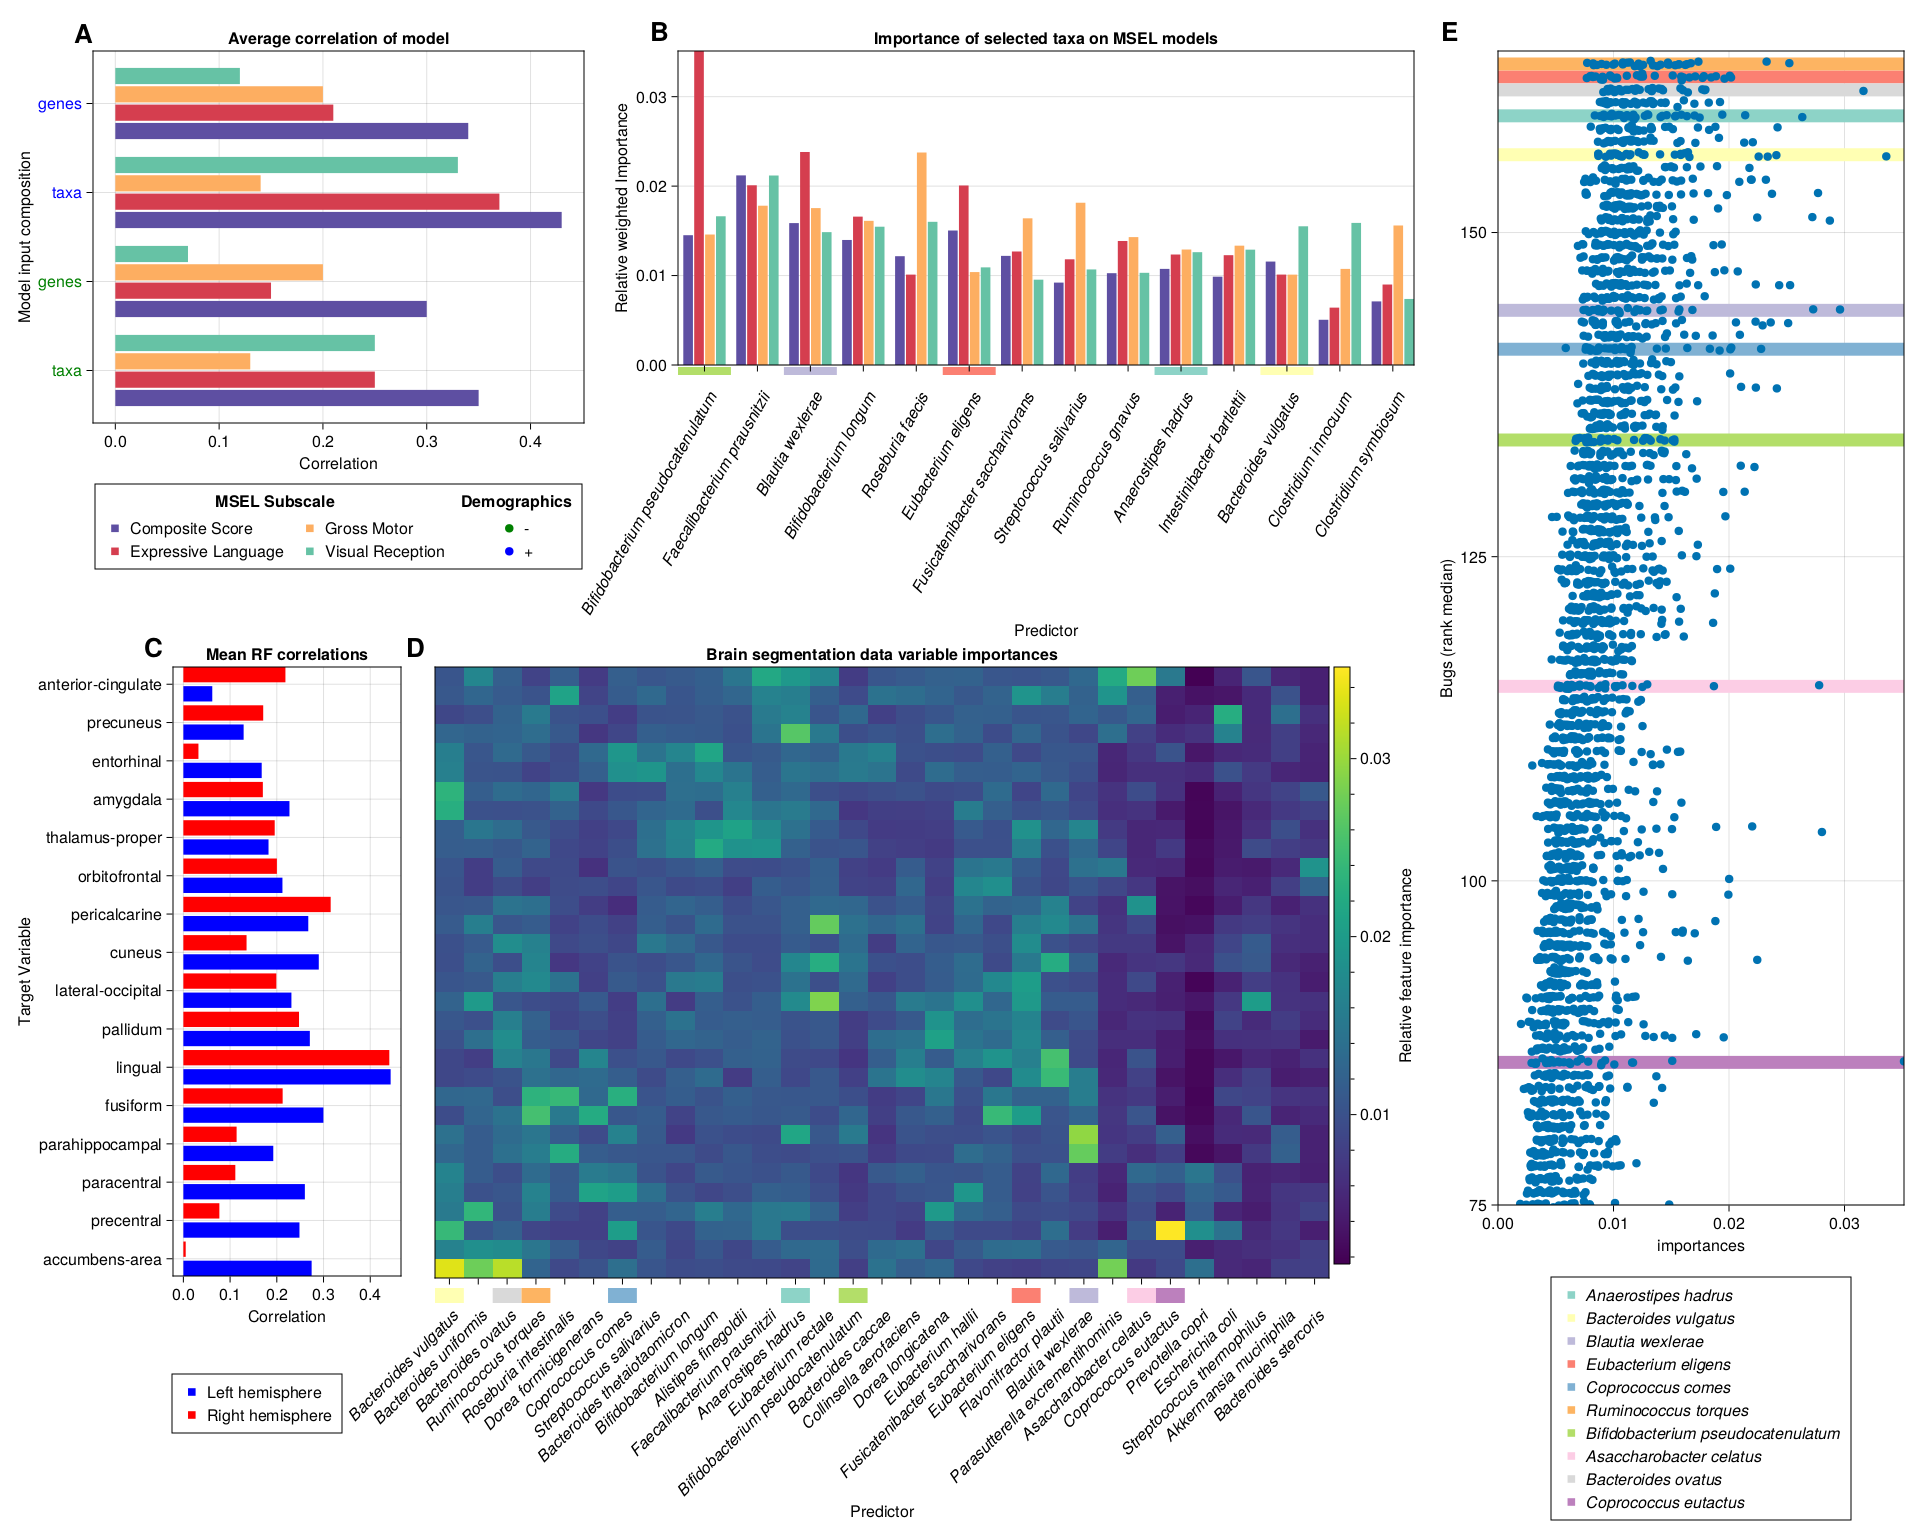 A
Average correlation of model
Model input composition
genes
taxa
genes
taxa
0.0 0.1 0.2 0.3 0.4
Correlation
MSEL Subscale Demographics
Composite Score Gross Motor -
Expressive Language Visual Reception +
B
Importance of selected taxa on MSEL models
Relative weighted Importance
0.03
0.02
0.01
0.00
Bifidobacterium pseudocatenulatum
Faecalibacterium prausnitzii
Blautia wexlerae
Bifidobacterium longum
Roseburia faecis
Eubacterium eligens
Fusicatenibacter saccharivorans
Streptococcus salivarius
Ruminococcus gnavus
Anaerostipes hadrus
Intestinibacter bartlettii
Bacteroides vulgatus
Clostridium innocuum
Clostridium symbiosum
Predictor
C
Mean RF correlations
Target Variable
anterior-cingulate
precuneus
entorhinal
amygdala
thalamus-proper
orbitofrontal
pericalcarine
cuneus
lateral-occipital
pallidum
lingual
fusiform
parahippocampal
paracentral
precentral
accumbens-area
0.0 0.1 0.2 0.3 0.4
Correlation
Left hemisphere
Right hemisphere
D
Brain segmentation data variable importances
Bacteroides vulgatus
Bacteroides uniformis
Bacteroides ovatus
Ruminococcus torques
Roseburia intestinalis
Dorea formicigenerans
Coprococcus comes
Streptococcus salivarius
Bacteroides thetaiotaomicron
Bifidobacterium longum
Alistipes finegoldii
Faecalibacterium prausnitzii
Anaerostipes hadrus
Eubacterium rectale
Bifidobacterium pseudocatenulatum
Bacteroides caccae
Collinsella aerofaciens
Dorea longicatena
Eubacterium hallii
Fusicatenibacter saccharivorans
Eubacterium eligens
Flavonifractor plautii
Blautia wexlerae
Parasutterella excrementihominis
Asaccharobacter celatus
Coprococcus eutactus
Prevotella copri
Escherichia coli
Streptococcus thermophilus
Akkermansia muciniphila
Bacteroides stercoris
Predictor
0.03
0.02
0.01
Relative feature importance
E
Bugs (rank median)
150
125
100
75
0.00 0.01 0.02 0.03
importances
Anaerostipes hadrus
Bacteroides vulgatus
Blautia wexlerae
Eubacterium eligens
Coprococcus comes
Ruminococcus torques
Bifidobacterium pseudocatenulatum
Asaccharobacter celatus
Bacteroides ovatus
Coprococcus eutactus